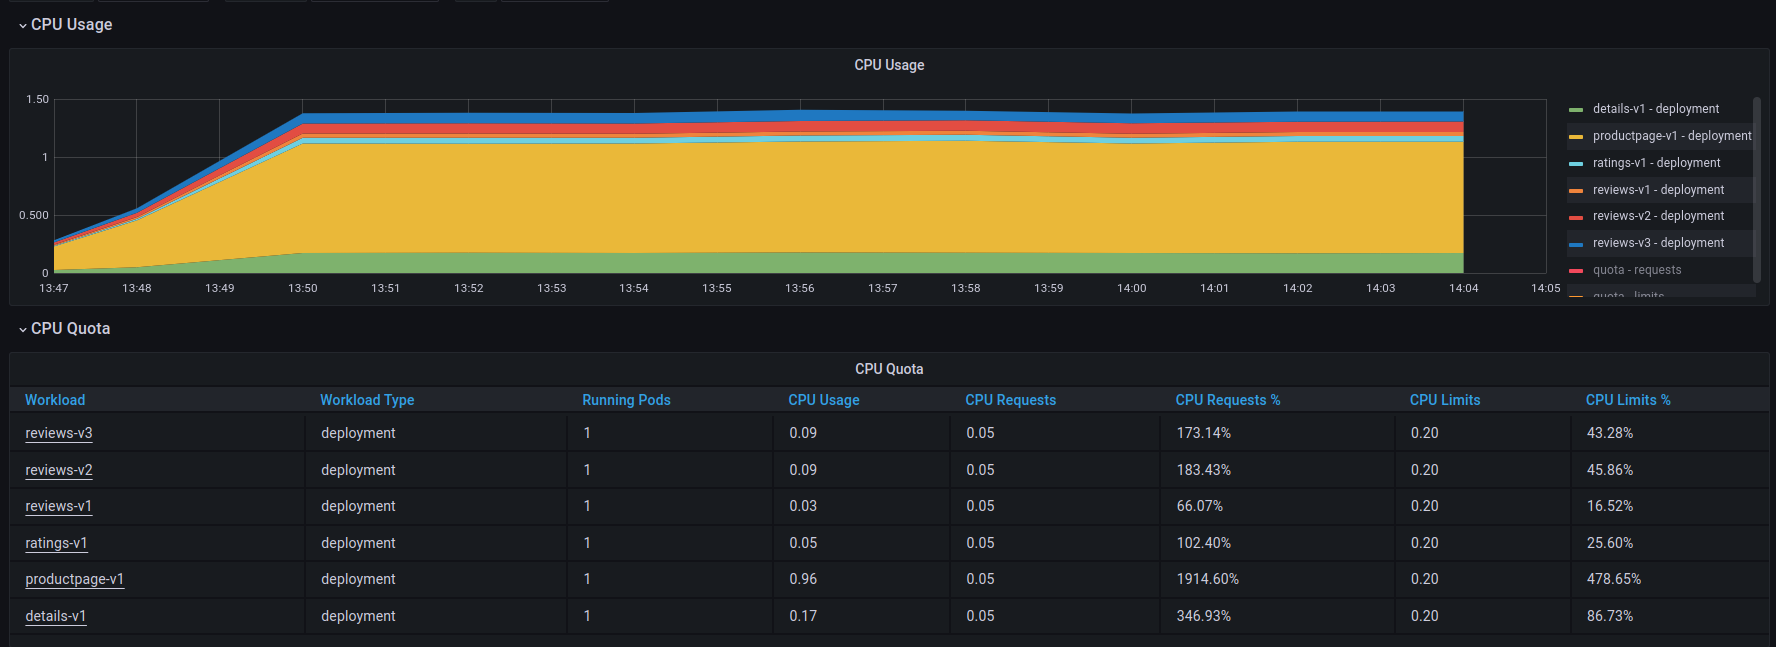 CPU Usage
CPU Usage
1.50
1
0.500
0
13:47 13:48 13:49 13:50 13:51 13:52 13:53 13:54 13:55 13:56 13:57 13:58 13:59 14:00 14:01 14:02 14:03 14:04 14:05
details-v1 - deployment
productpage-v1 - deployment
ratings-v1 - deployment
reviews-v1 - deployment
reviews-v2 - deployment
reviews-v3 - deployment
quota - requests
quota - limits
CPU Quota
CPU Quota
Workload Workload Type Running Pods CPU Usage CPU Requests CPU Requests % CPU Limits CPU Limits %
reviews-v3 deployment 1 0.09 0.05 173.14% 0.20 43.28%
reviews-v2 deployment 1 0.09 0.05 183.43% 0.20 45.86%
reviews-v1 deployment 1 0.03 0.05 66.07% 0.20 16.52%
ratings-v1 deployment 1 0.05 0.05 102.40% 0.20 25.60%
productpage-v1 deployment 1 0.96 0.05 1914.60% 0.20 478.65%
details-v1 deployment 1 0.17 0.05 346.93% 0.20 86.73%